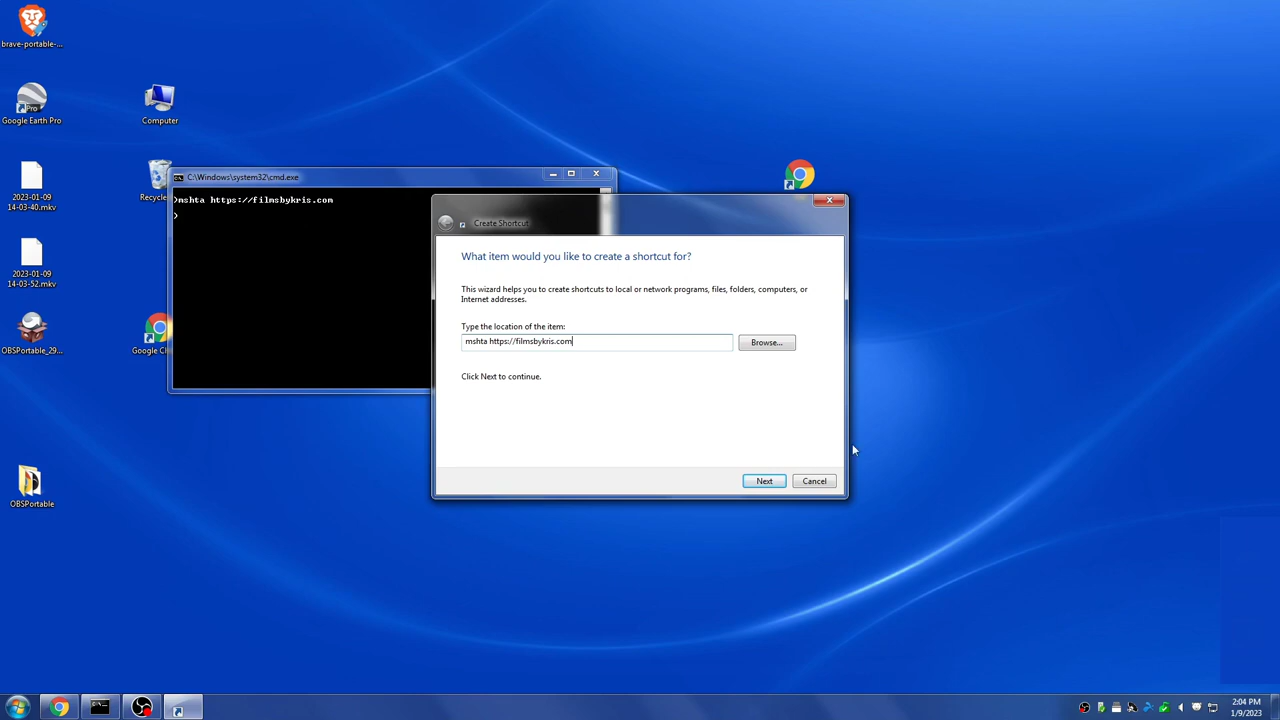 brave-portable-...
Google Earth Pro
Pro
Computer
2023-01-09
14-03-40.mkv
Recycle
2023-01-09
14-03-52.mkv
OBSPortable_29...
Google Ch
OBSPortable
C:\Windows\system32\cmd.exe
>mshta https://filmsbykris.com
>
Create Shortcut
What item would you like to create a shortcut for?
This wizard helps you to create shortcuts to local or network programs, files, folders, computers, or
Internet addresses.
Type the location of the item:
mshta https://filmsbykris.com
Browse...
Click Next to continue.
Next
Cancel
2:04 PM
1/9/2023